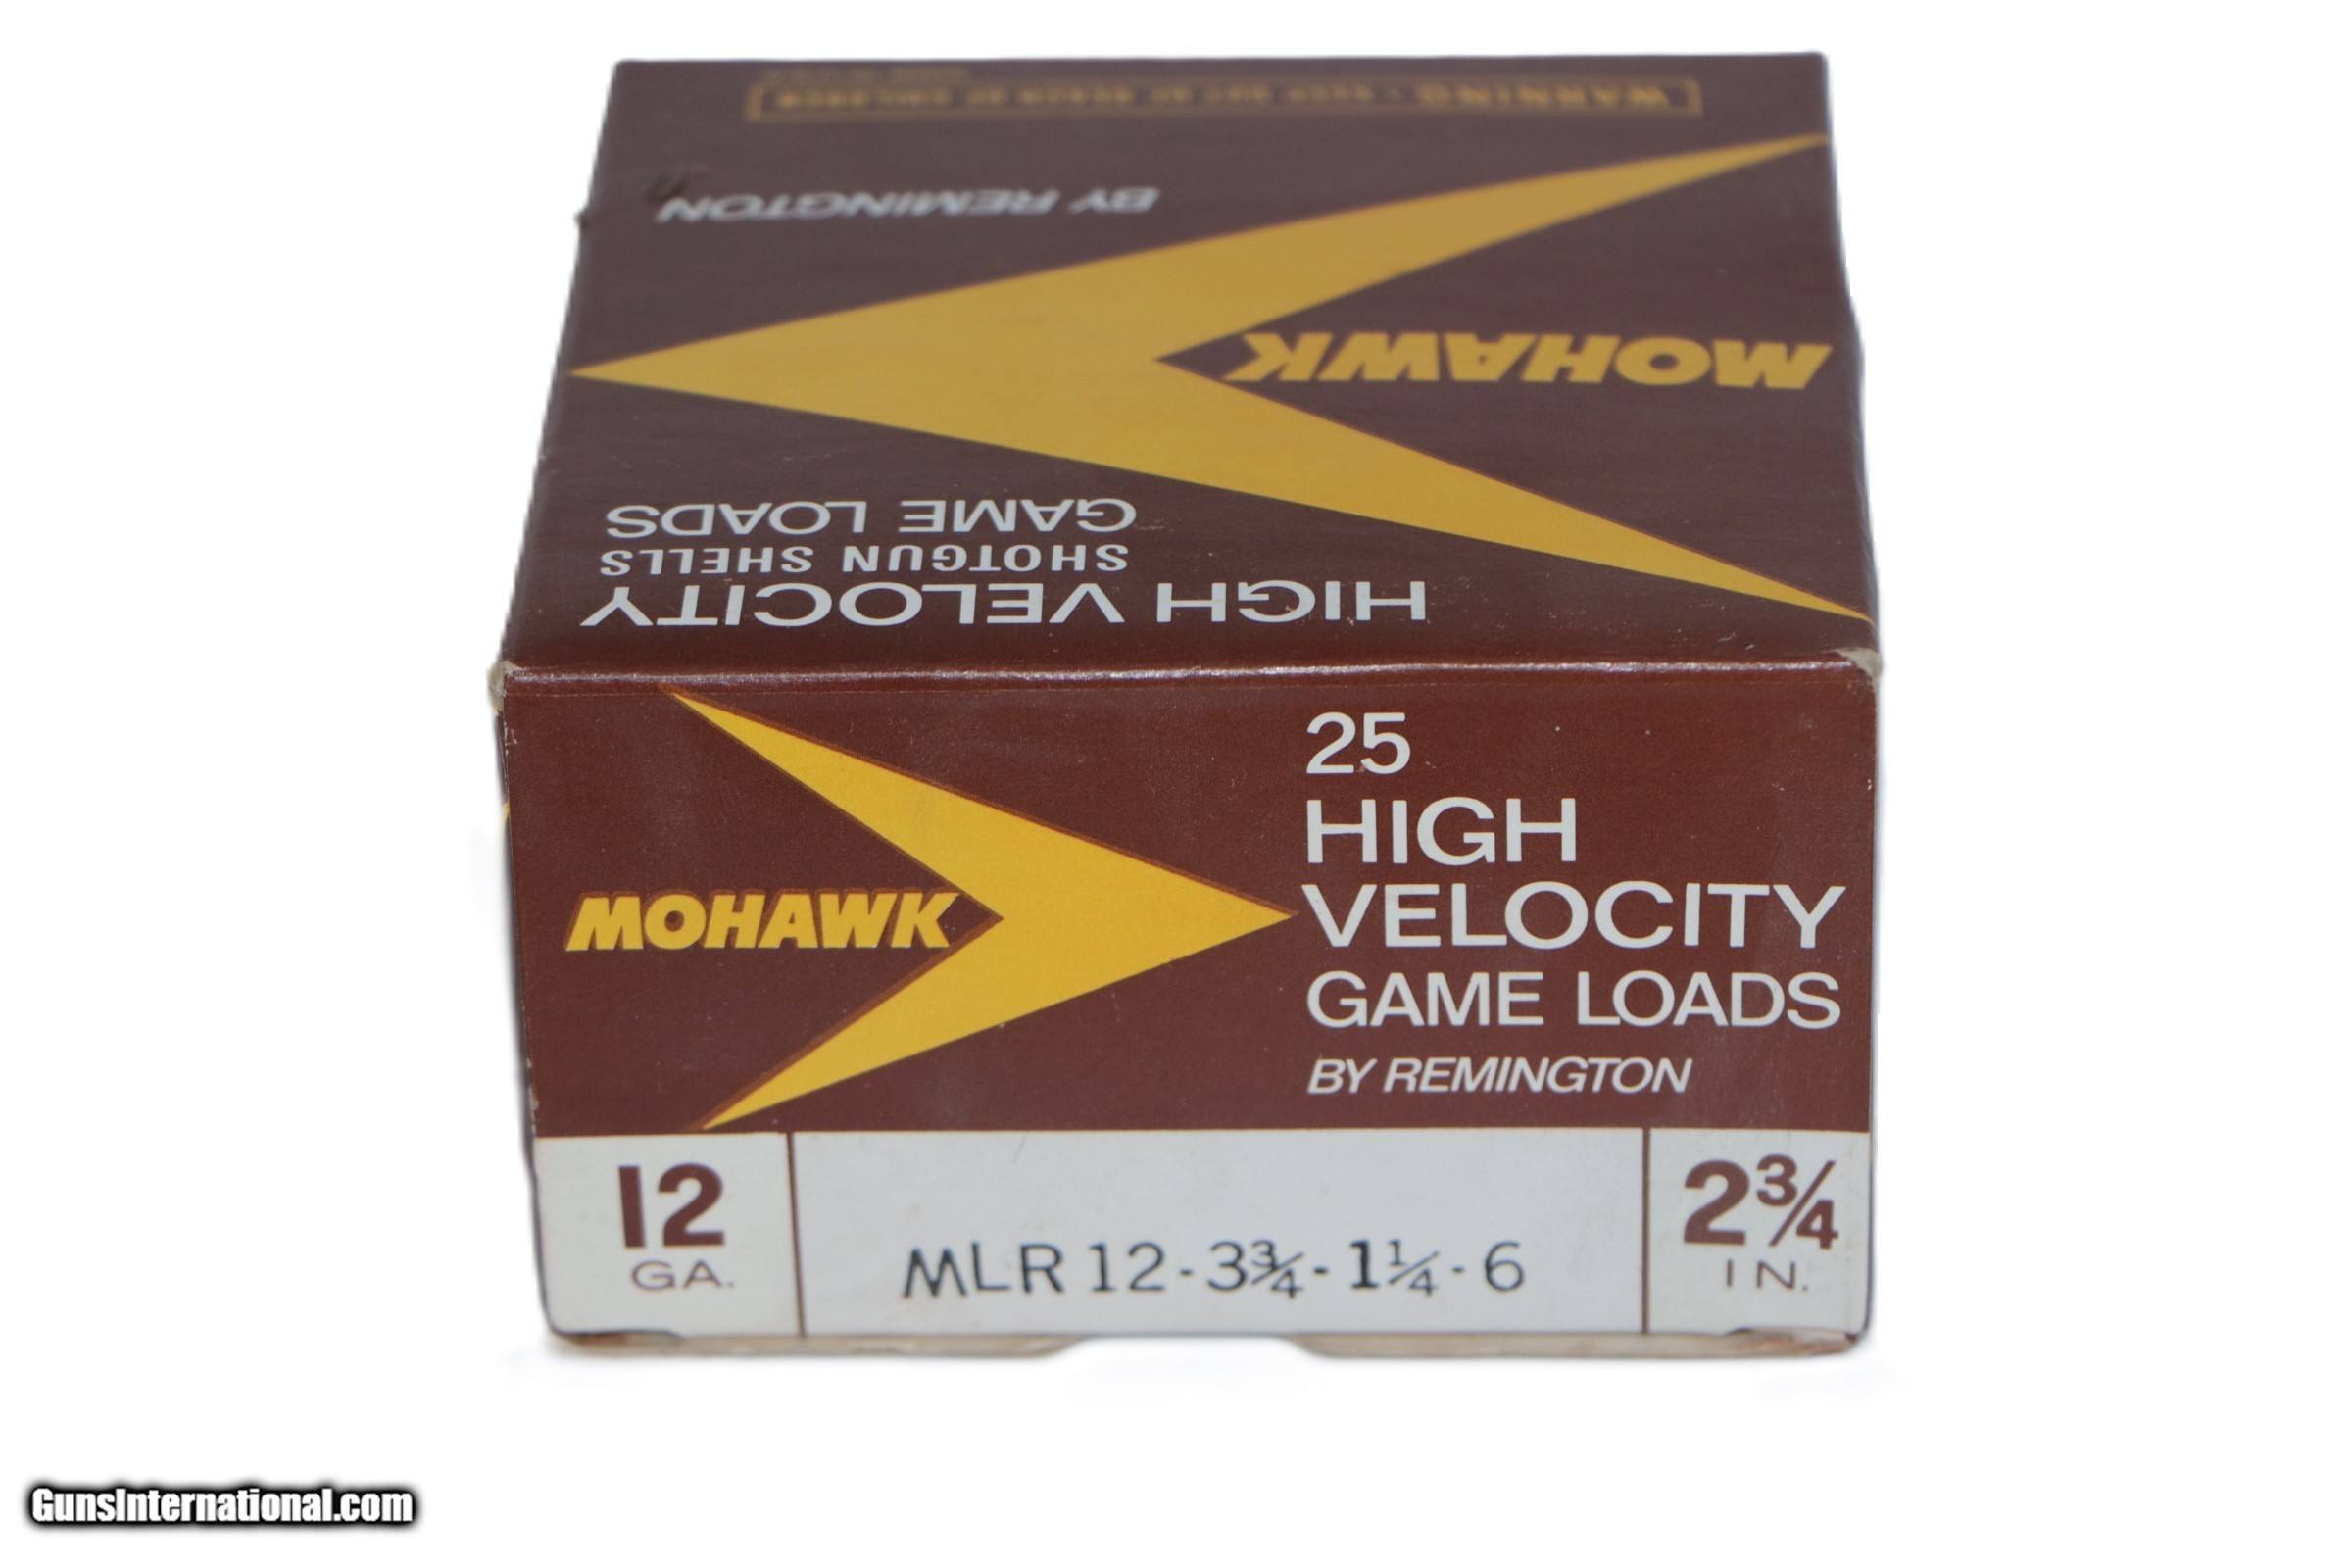 WARNING · KEEP OUT OF REACH OF CHILDREN
BY REMINGTON
MOHAWK
HIGH VELOCITY
SHOTGUN SHELLS
GAME LOADS
MOHAWK
25
HIGH
VELOCITY
GAME LOADS
BY REMINGTON
12
GA.
MLR 12-3¾-1¼-6
2¾
IN.
GunsInternational.com